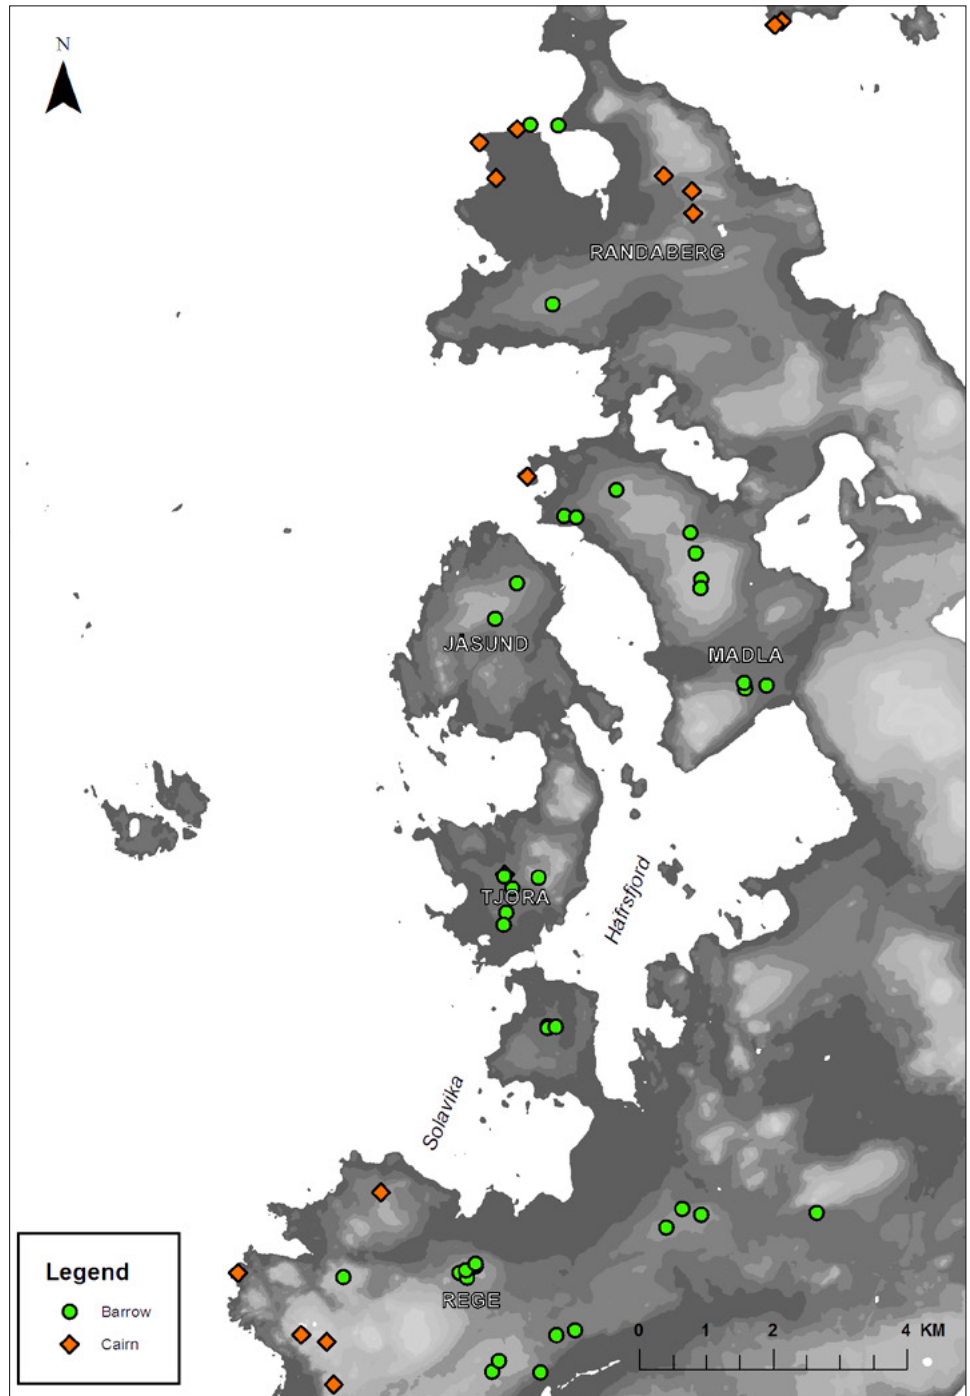 N
RANDABERG
JÅSUND
MADLA
TJORA
Hafrsfjord
Solavika
REGE
Legend
Barrow
Cairn
0 1 2 4 KM